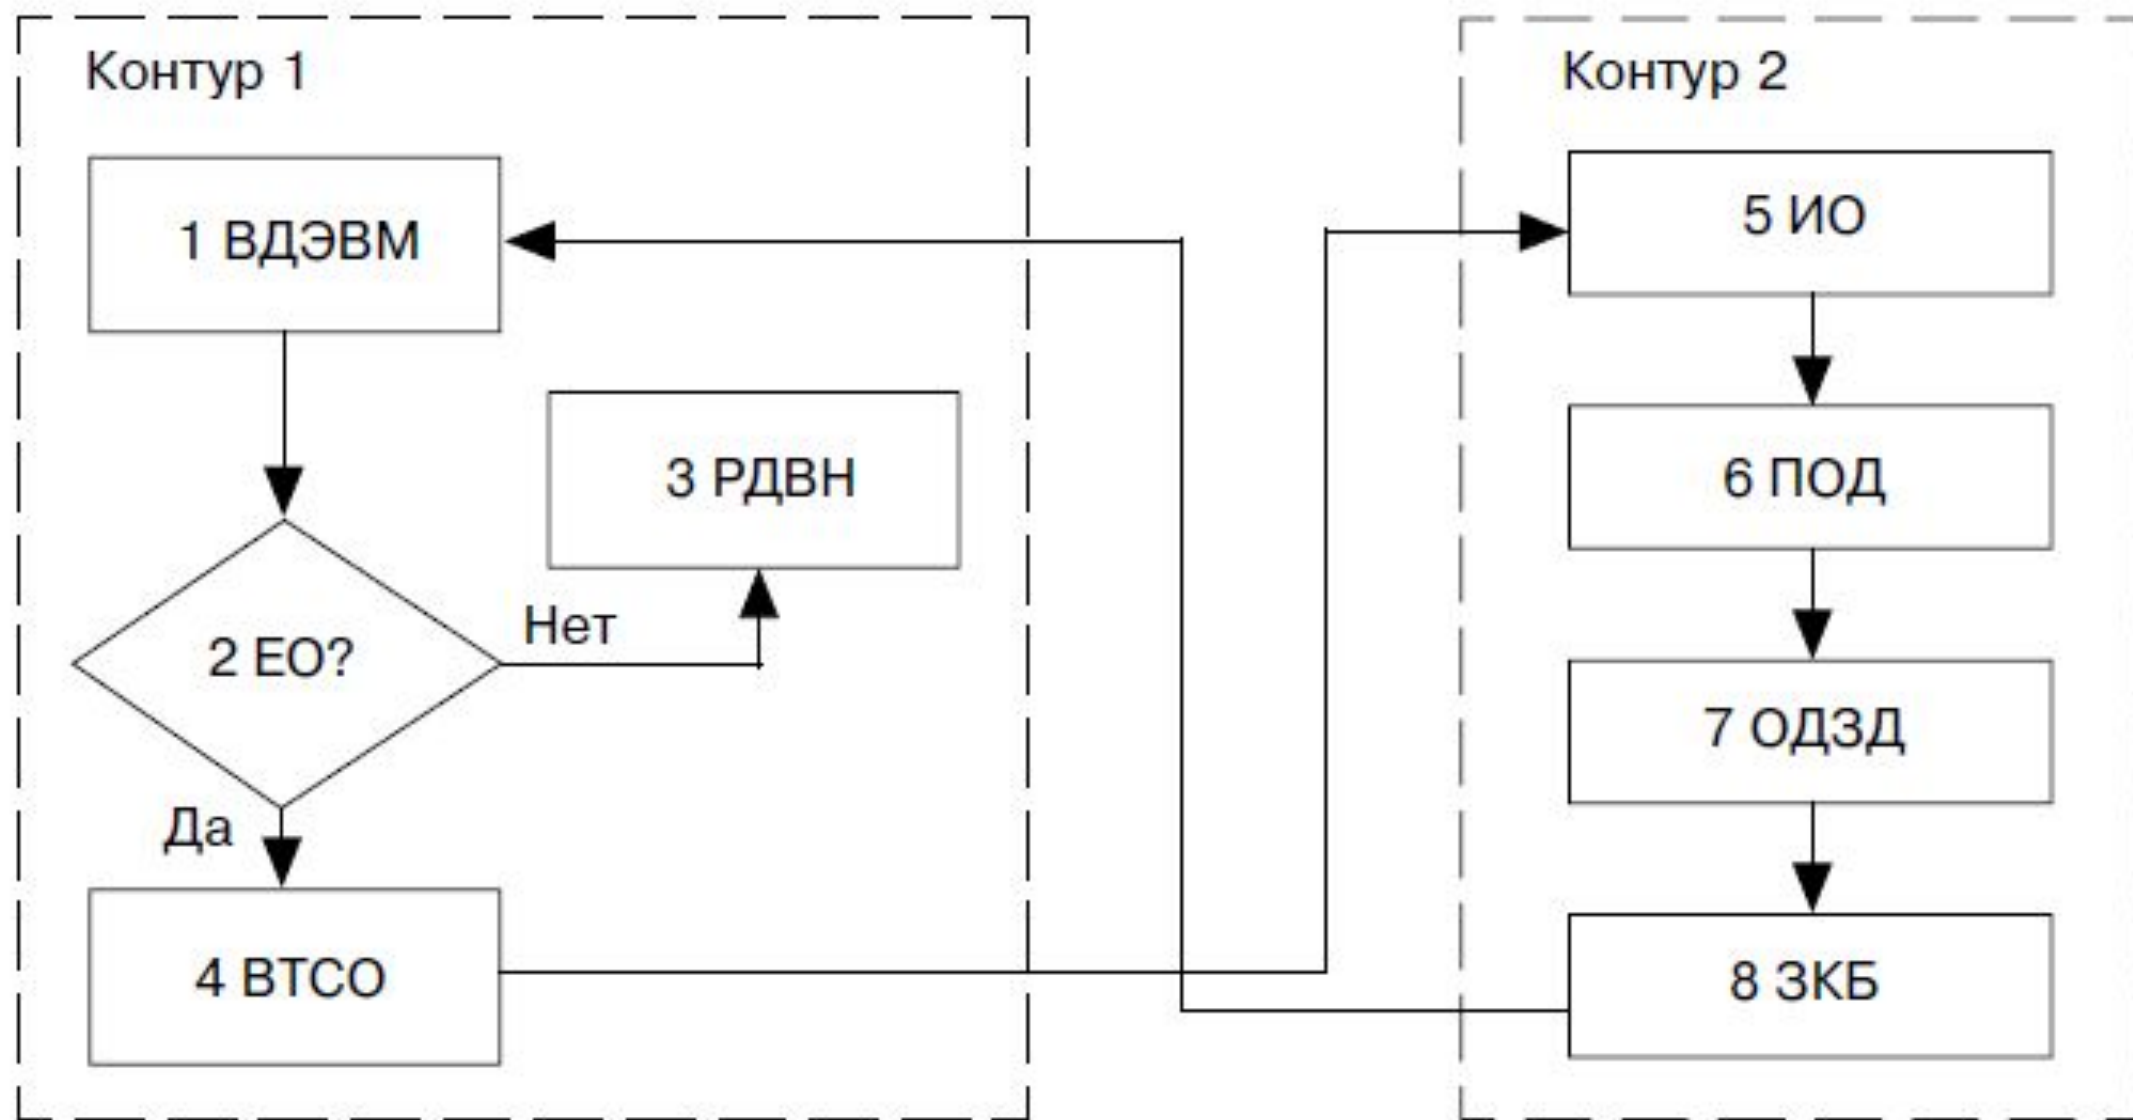 Контур 1
1 ВДЭВМ
3 РДВН
Нет
2 ЕО?
Да
4 ВТСО
Контур 2
5 ИО
6 ПОД
7 ОДЗД
8 ЗКБ